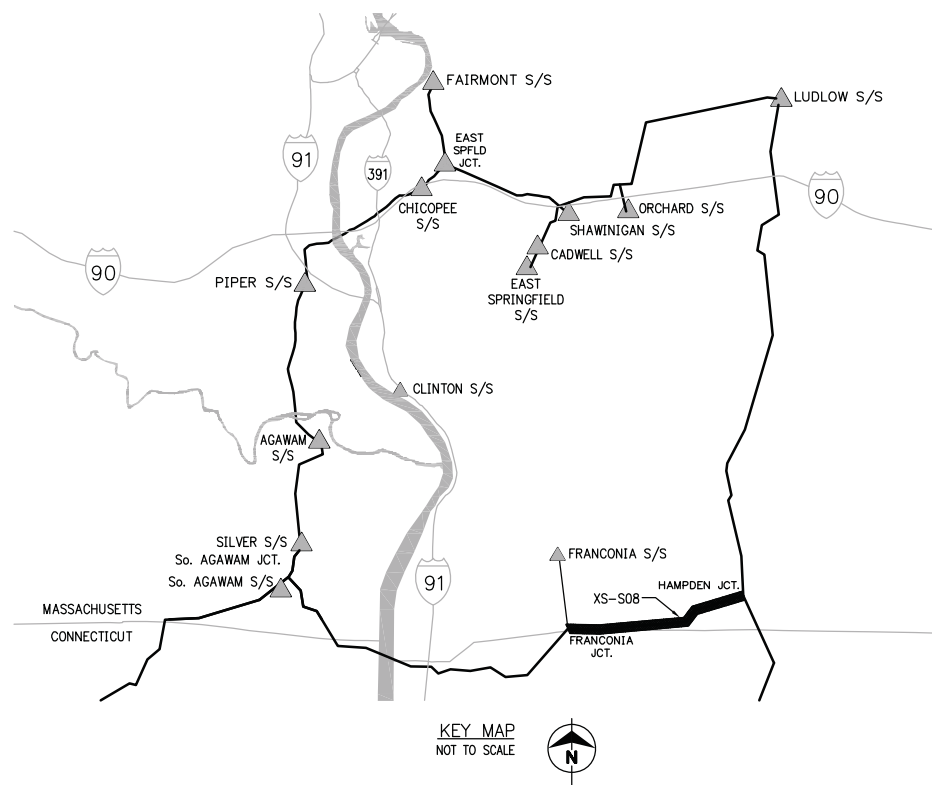 FAIRMONT S/S
LUDLOW S/S
EAST
SPFLD
JCT.
91
391
90
CHICOPEE
S/S
ORCHARD S/S
SHAWINIGAN S/S
CADWELL S/S
90
PIPER S/S
EAST
SPRINGFIELD
S/S
CLINTON S/S
AGAWAM
S/S
SILVER S/S
So. AGAWAM JCT.
So. AGAWAM S/S
FRANCONIA S/S
91
HAMPDEN JCT.
XS-S08
MASSACHUSETTS
CONNECTICUT
FRANCONIA
JCT.
KEY MAP
NOT TO SCALE
N